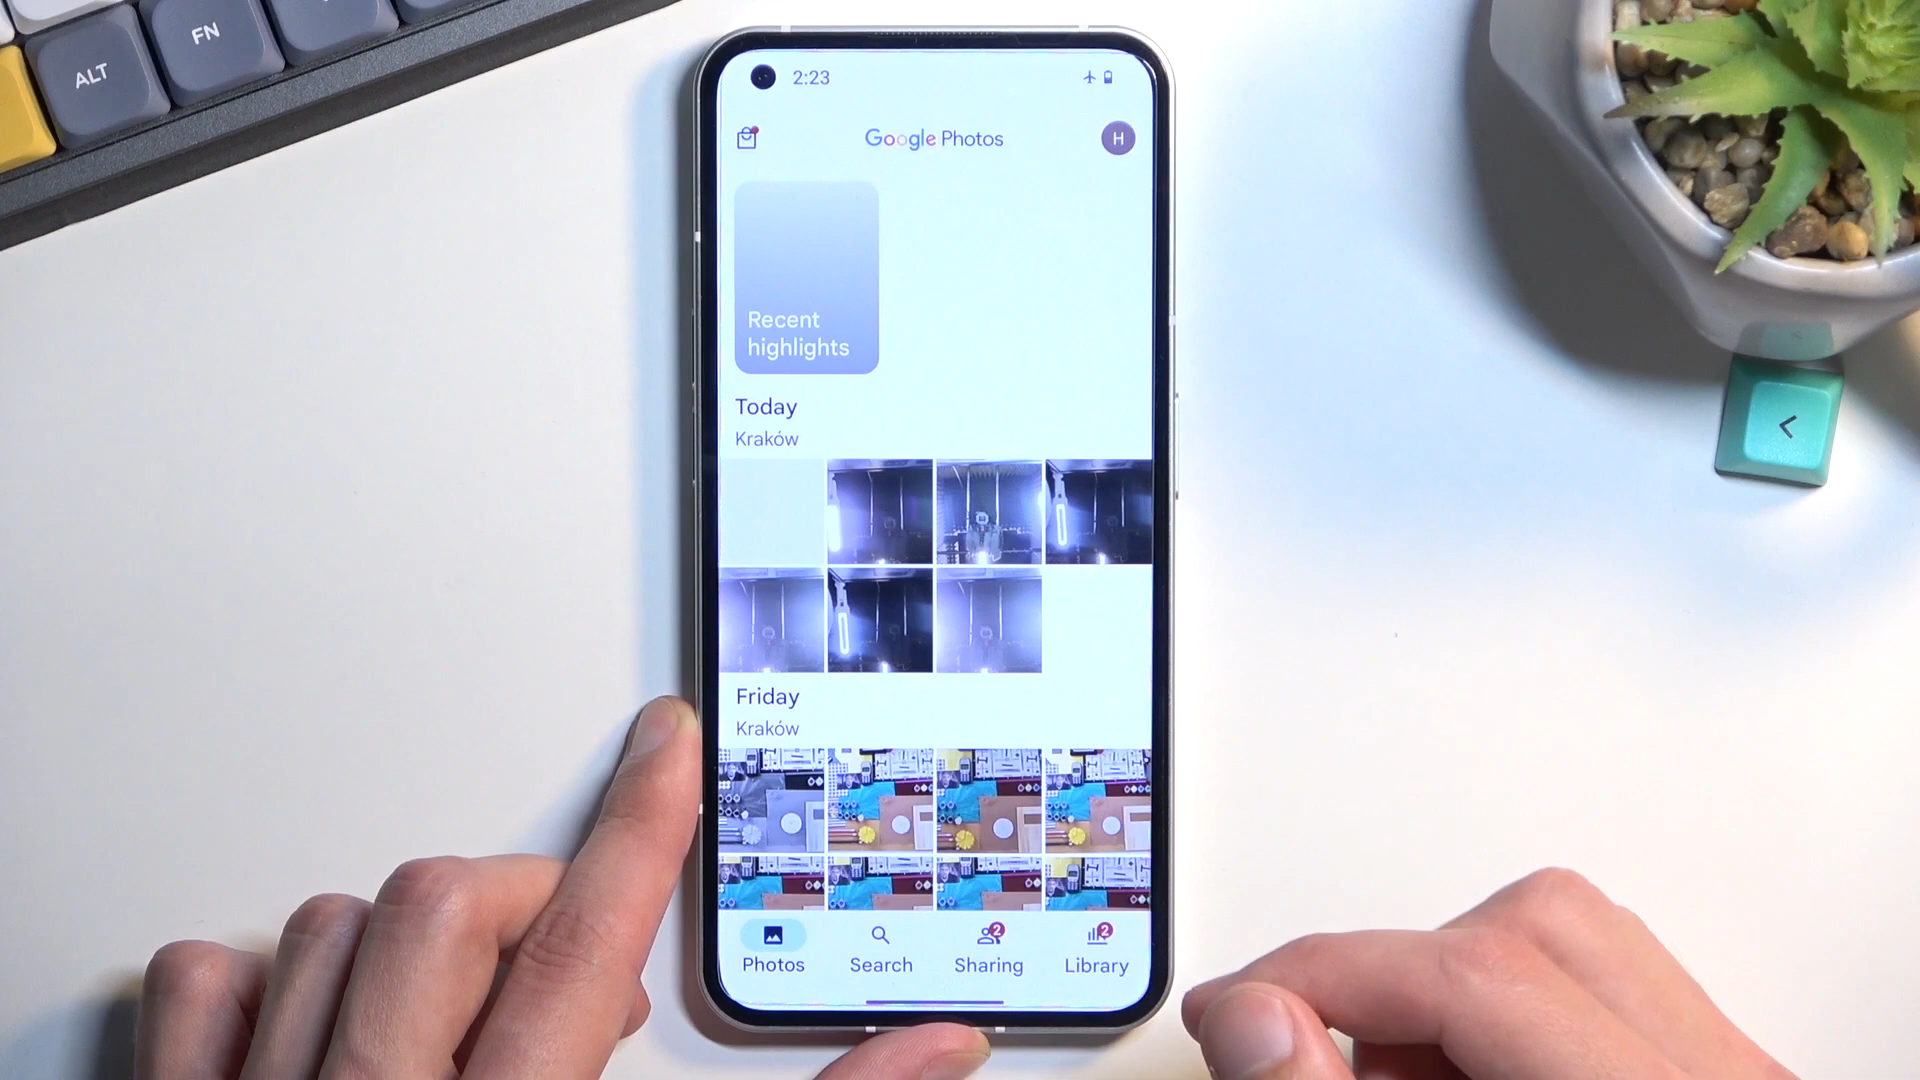 ALT
FN
2:23
Google Photos
H
Recent
highlights
Today
Kraków
Friday
Kraków
Photos
Search
2
Sharing
2
Library
<